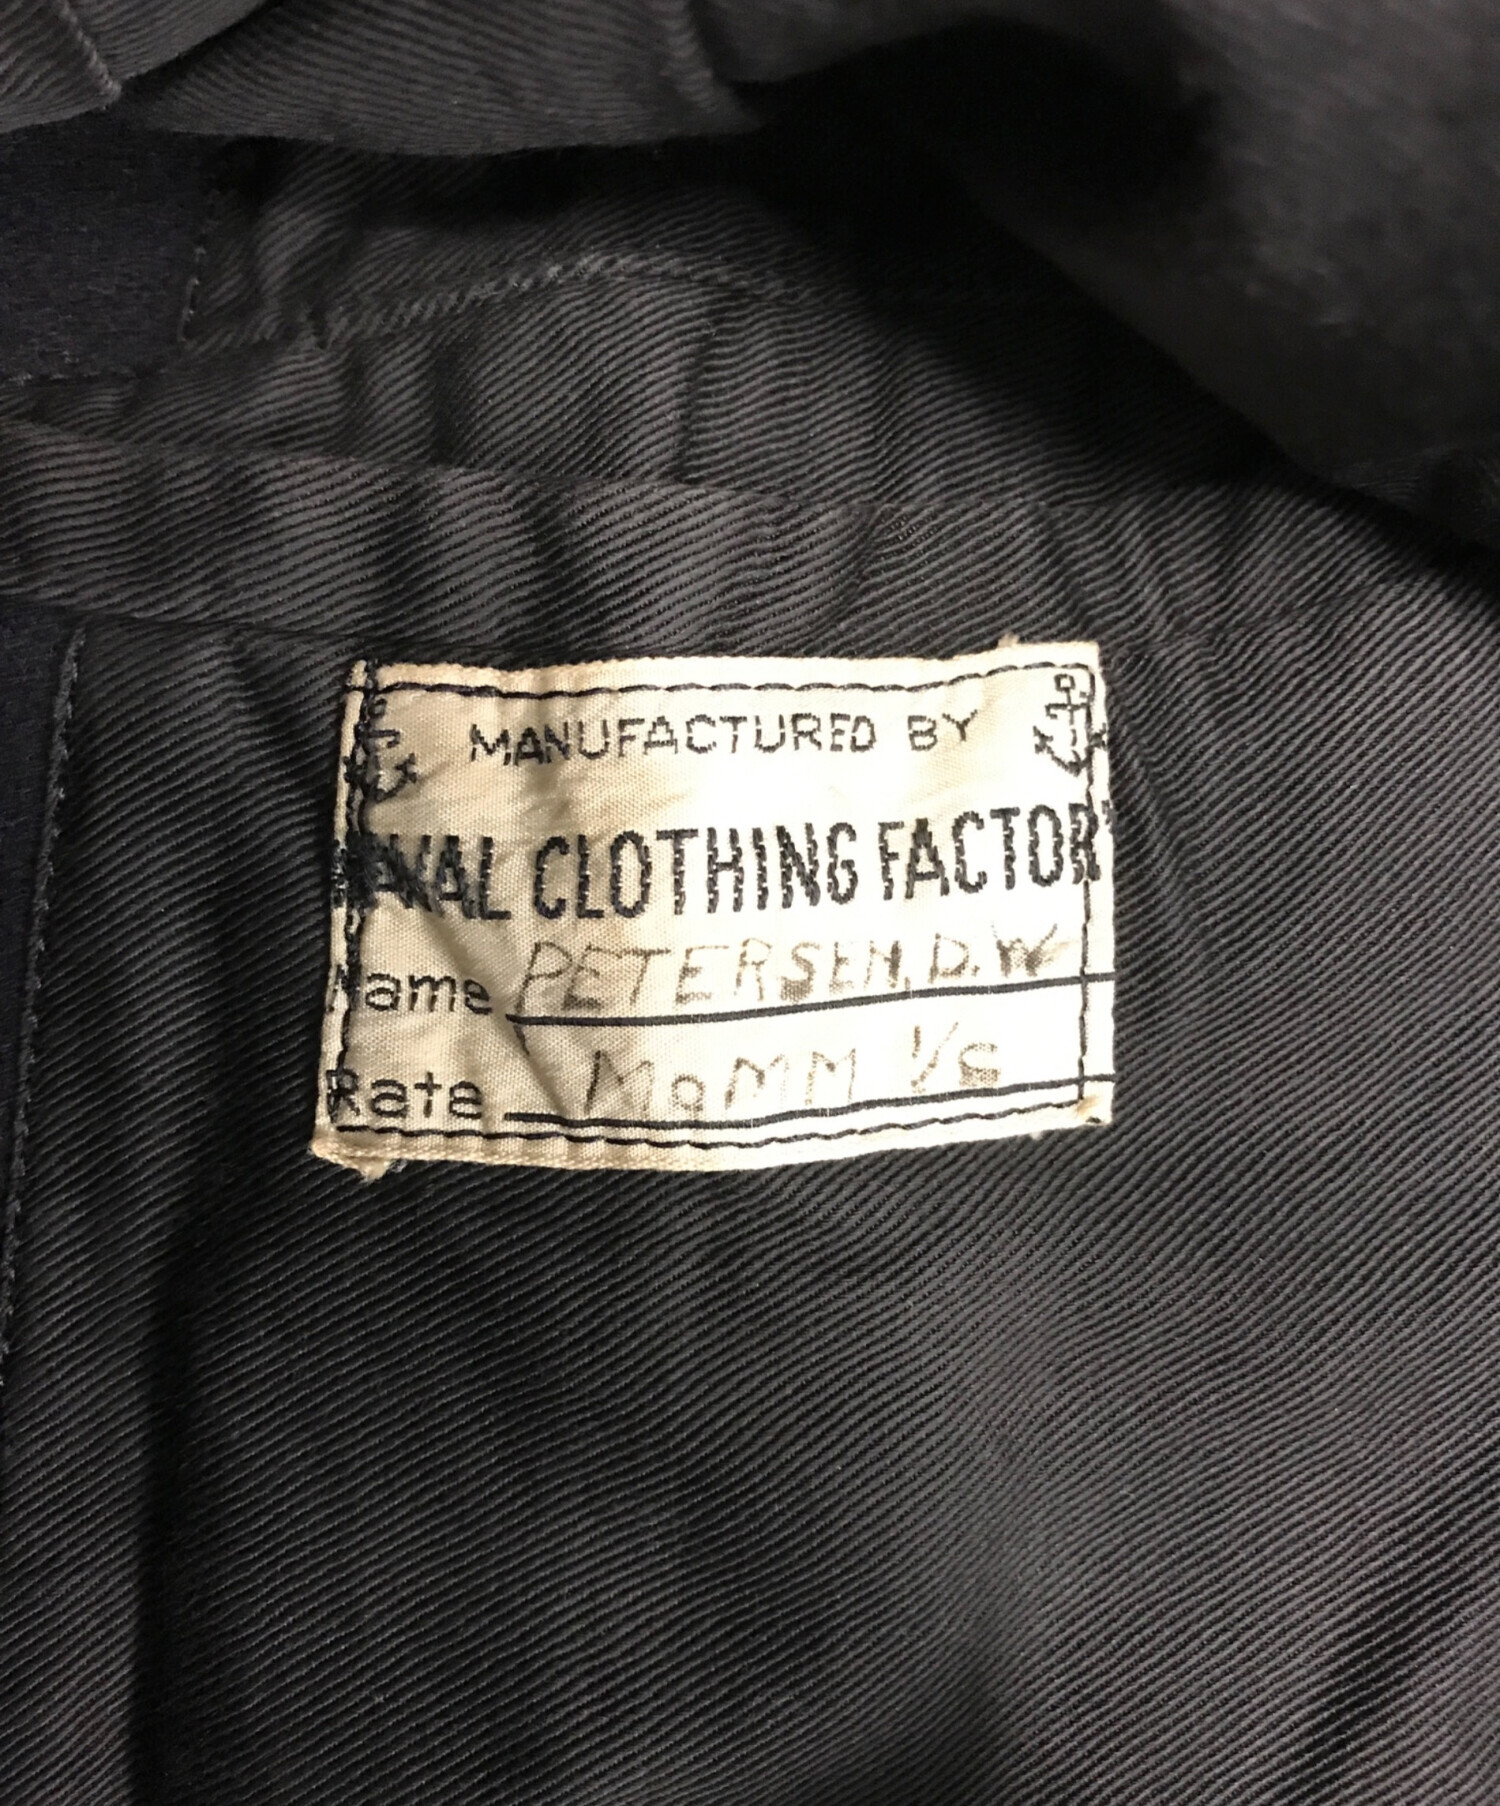 MANUFACTURED BY
NAVAL CLOTHING FACTORY
Name PETERSEN, D.W
Rate MoMM 1/c